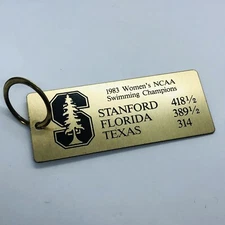 1983 Women's NCAA
Swimming Champions
STANFORD 418½
FLORIDA 389½
TEXAS 314